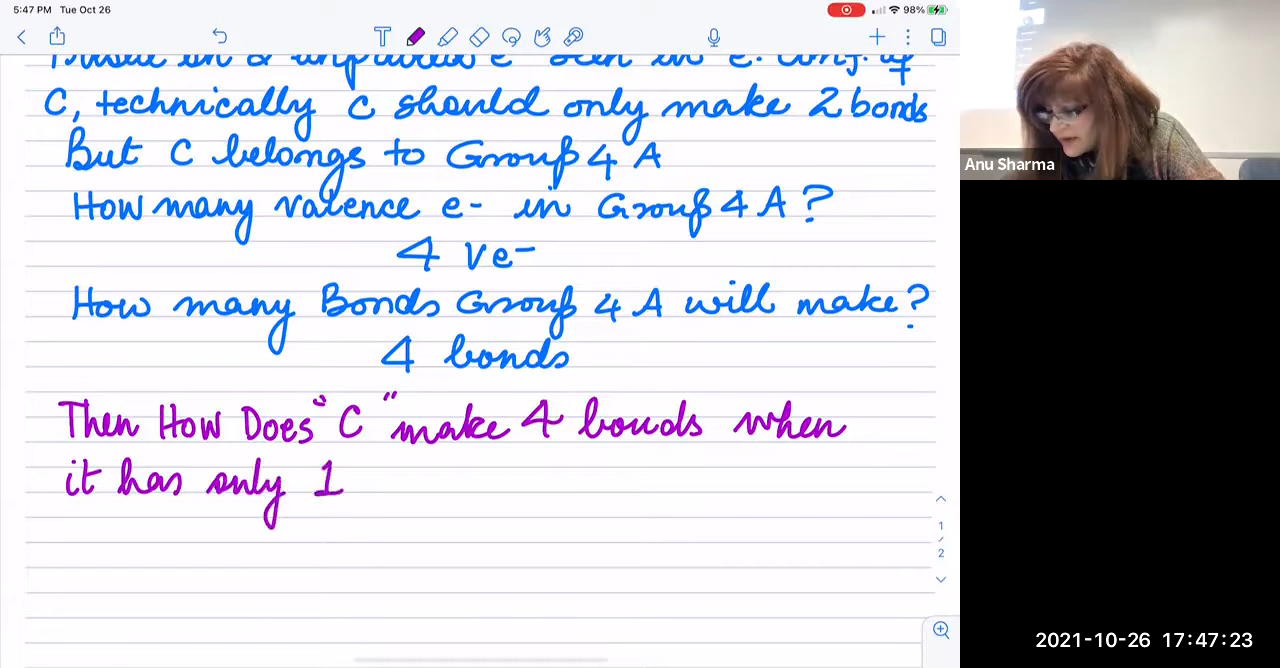 5:47 PM Tue Oct 26
98%
C, technically C should only make 2 bonds
But C belongs to Group 4 A
How many valence e- in Group 4 A?
4 Ve-
How many Bonds Group 4 A will make?
4 bonds
Then How Does "C" make 4 bonds when
it has only 1
1
2
Anu Sharma
2021-10-26 17:47:23